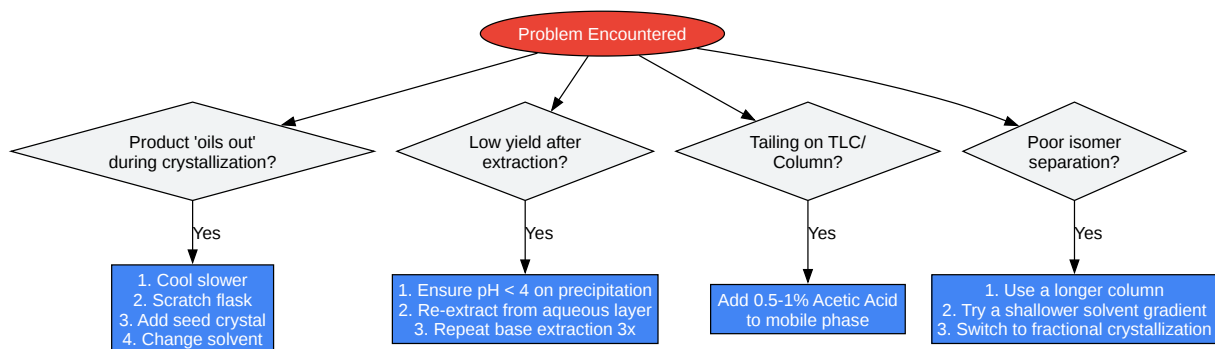 Problem Encountered
Product 'oils out'
during crystallization?
Low yield after
extraction?
Tailing on TLC/
Column?
Poor isomer
separation?
Yes
Yes
Yes
Yes
1. Cool slower
2. Scratch flask
3. Add seed crystal
4. Change solvent
1. Ensure pH < 4 on precipitation
2. Re-extract from aqueous layer
3. Repeat base extraction 3x
Add 0.5-1% Acetic Acid
to mobile phase
1. Use a longer column
2. Try a shallower solvent gradient
3. Switch to fractional crystallization